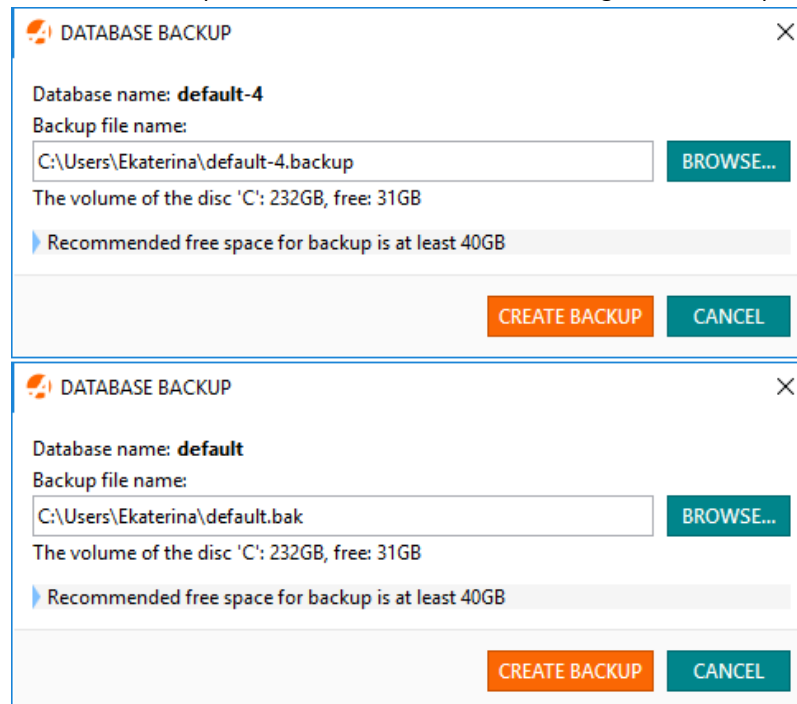 DATABASE BACKUP
Database name: default-4
Backup file name:
C:\Users\Ekaterina\default-4.backup
BROWSE...
The volume of the disc 'C': 232GB, free: 31GB
Recommended free space for backup is at least 40GB
CREATE BACKUP
CANCEL
DATABASE BACKUP
Database name: default
Backup file name:
C:\Users\Ekaterina\default.bak
BROWSE...
The volume of the disc 'C': 232GB, free: 31GB
Recommended free space for backup is at least 40GB
CREATE BACKUP
CANCEL